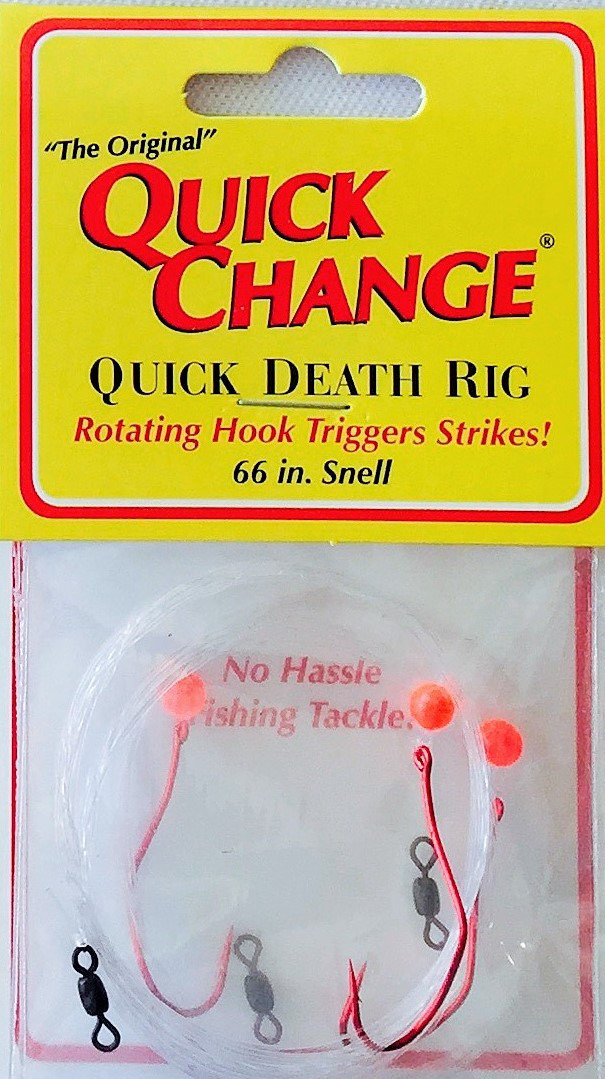 "The Original"
QUICK
CHANGE®
QUICK DEATH RIG
Rotating Hook Triggers Strikes!
66 in. Snell
No Hassle
Fishing Tackle.